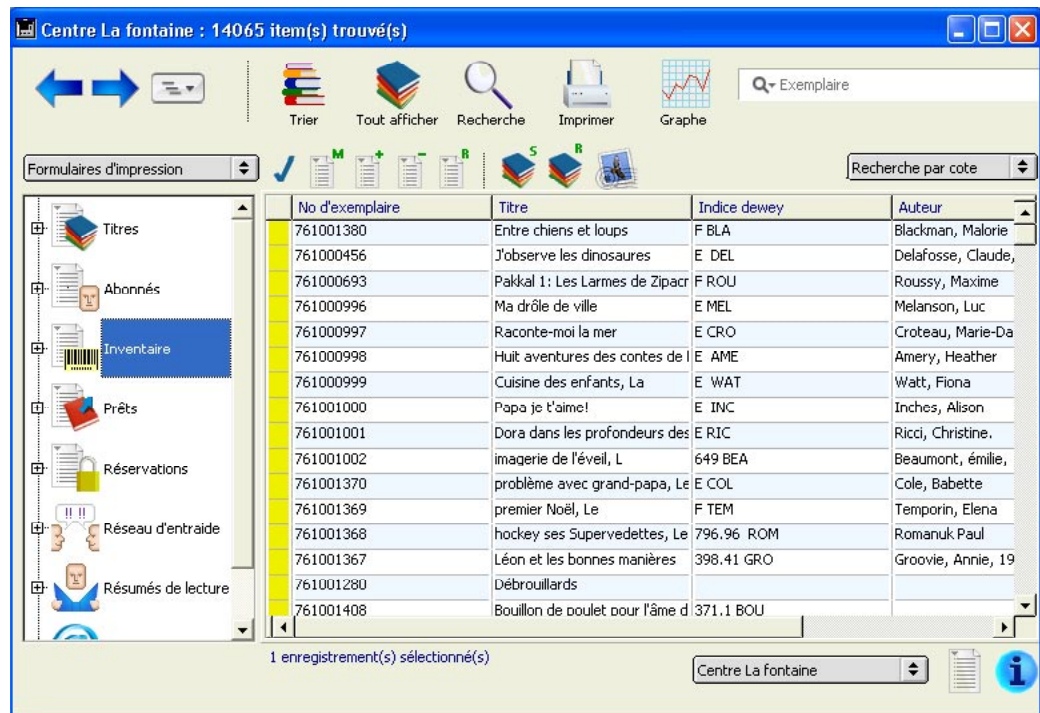 Centre La fontaine : 14065 item(s) trouvé(s)
Trier Tout afficher Recherche Imprimer Graphe
Exemplaire
Formulaires d'impression
M + - R S R
Recherche par cote
Titres
Abonnés
Inventaire
Prêts
Réservations
Réseau d'entraide
Résumés de lecture
No d'exemplaire Titre Indice dewey Auteur
761001380 Entre chiens et loups F BLA Blackman, Malorie
761000456 J'observe les dinosaures E DEL Delafosse, Claude,
761000693 Pakkal 1: Les Larmes de Zipacr F ROU Roussy, Maxime
761000996 Ma drôle de ville E MEL Melanson, Luc
761000997 Raconte-moi la mer E CRO Croteau, Marie-Da
761000998 Huit aventures des contes de l E AME Amery, Heather
761000999 Cuisine des enfants, La E WAT Watt, Fiona
761001000 Papa je t'aime! E INC Inches, Alison
761001001 Dora dans les profondeurs des E RIC Ricci, Christine.
761001002 imagerie de l'éveil, L 649 BEA Beaumont, émilie,
761001370 problème avec grand-papa, Le E COL Cole, Babette
761001369 premier Noël, Le F TEM Temporin, Elena
761001368 hockey ses Supervedettes, Le 796.96 ROM Romanuk Paul
761001367 Léon et les bonnes manières 398.41 GRO Groovie, Annie, 19
761001280 Débrouillards
761001408 Bouillon de poulet pour l'âme d 371.1 BOU
1 enregistrement(s) sélectionné(s)
Centre La fontaine